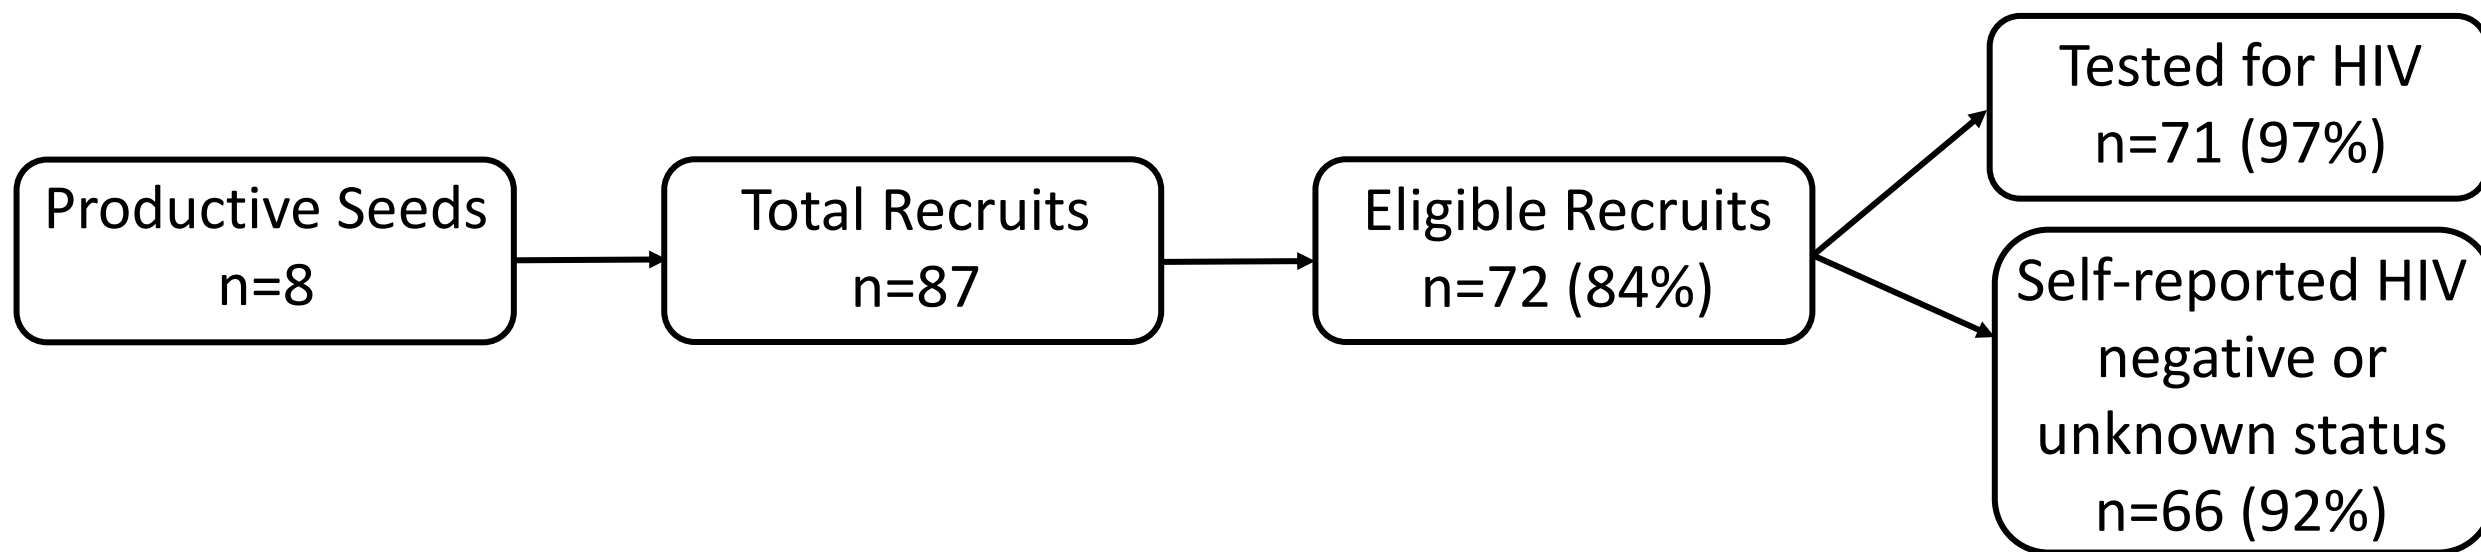 Productive Seeds
n=8
Total Recruits
n=87
Eligible Recruits
n=72 (84%)
Tested for HIV
n=71 (97%)
Self-reported HIV
negative or
unknown status
n=66 (92%)